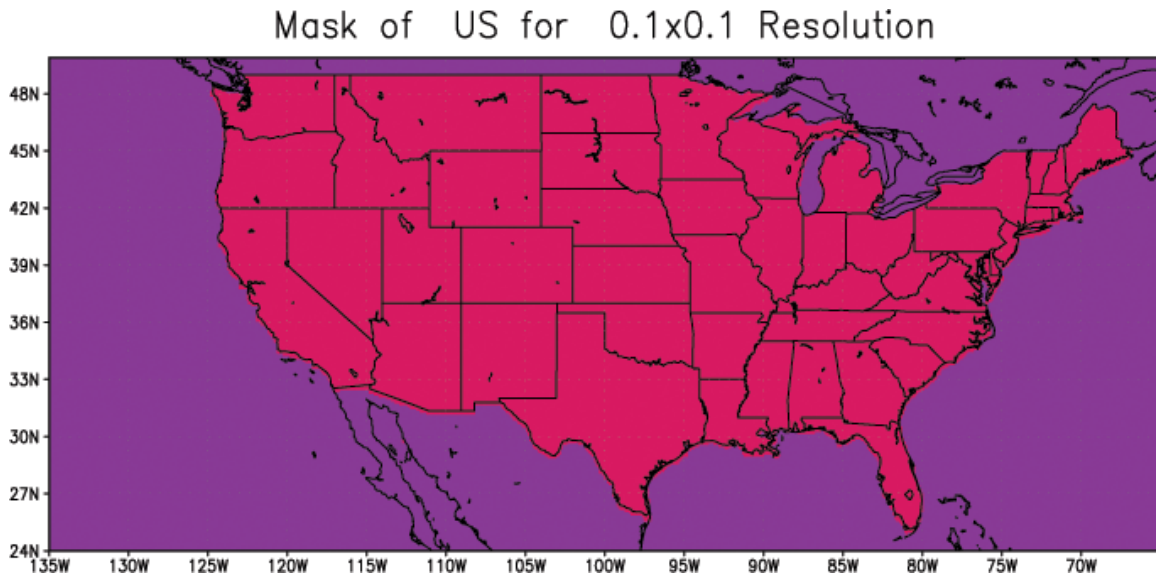 Mask of US for 0.1x0.1 Resolution
48N
45N
42N
39N
36N
33N
30N
27N
24N
135W 130W 125W 120W 115W 110W 105W 100W 95W 90W 85W 80W 75W 70W